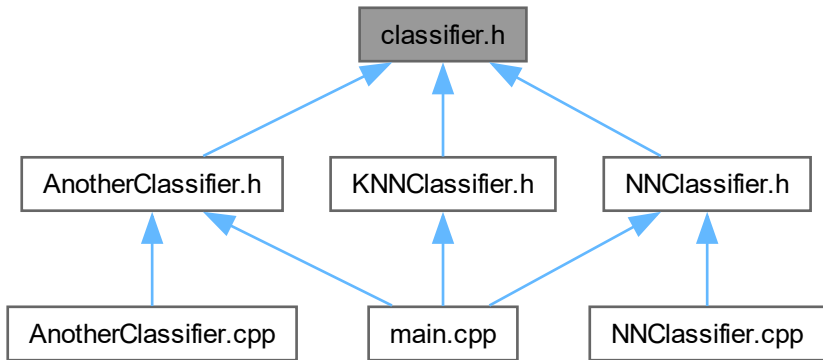 classifier.h
AnotherClassifier.h
KNNClassifier.h
NNClassifier.h
AnotherClassifier.cpp
main.cpp
NNClassifier.cpp